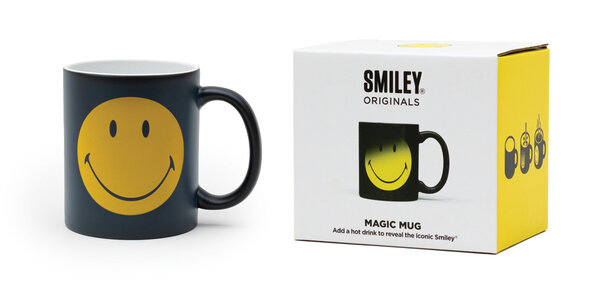 SMILEY®
ORIGINALS
MAGIC MUG
Add a hot drink to reveal the iconic Smiley®